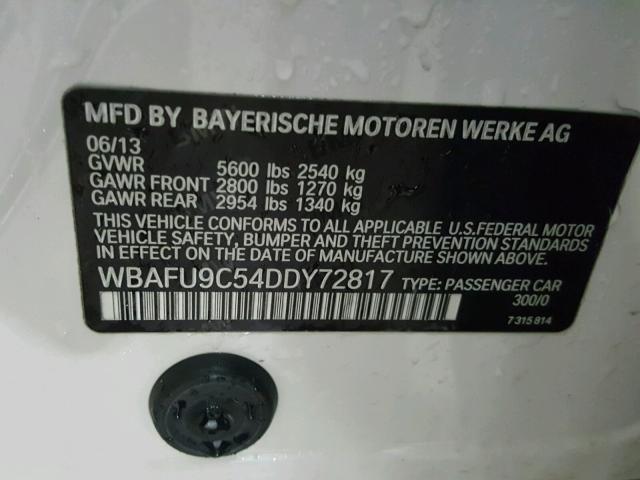 MFD BY BAYERISCHE MOTOREN WERKE AG
06/13
GVWR 5600 lbs 2540 kg
GAWR FRONT 2800 lbs 1270 kg
GAWR REAR 2954 lbs 1340 kg
THIS VEHICLE CONFORMS TO ALL APPLICABLE U.S.FEDERAL MOTOR
VEHICLE SAFETY, BUMPER AND THEFT PREVENTION STANDARDS
IN EFFECT ON THE DATE OF MANUFACTURE SHOWN ABOVE.
WBAFU9C54DDY72817 TYPE: PASSENGER CAR
300/0
7 315 814